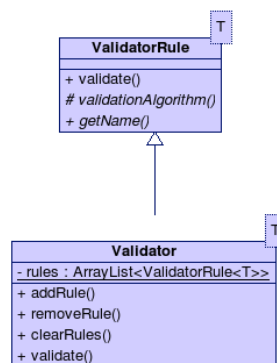 T
ValidatorRule
+ validate()
# validationAlgorithm()
+ getName()
T
Validator
- rules : ArrayList<ValidatorRule<T>>
+ addRule()
+ removeRule()
+ clearRules()
+ validate()